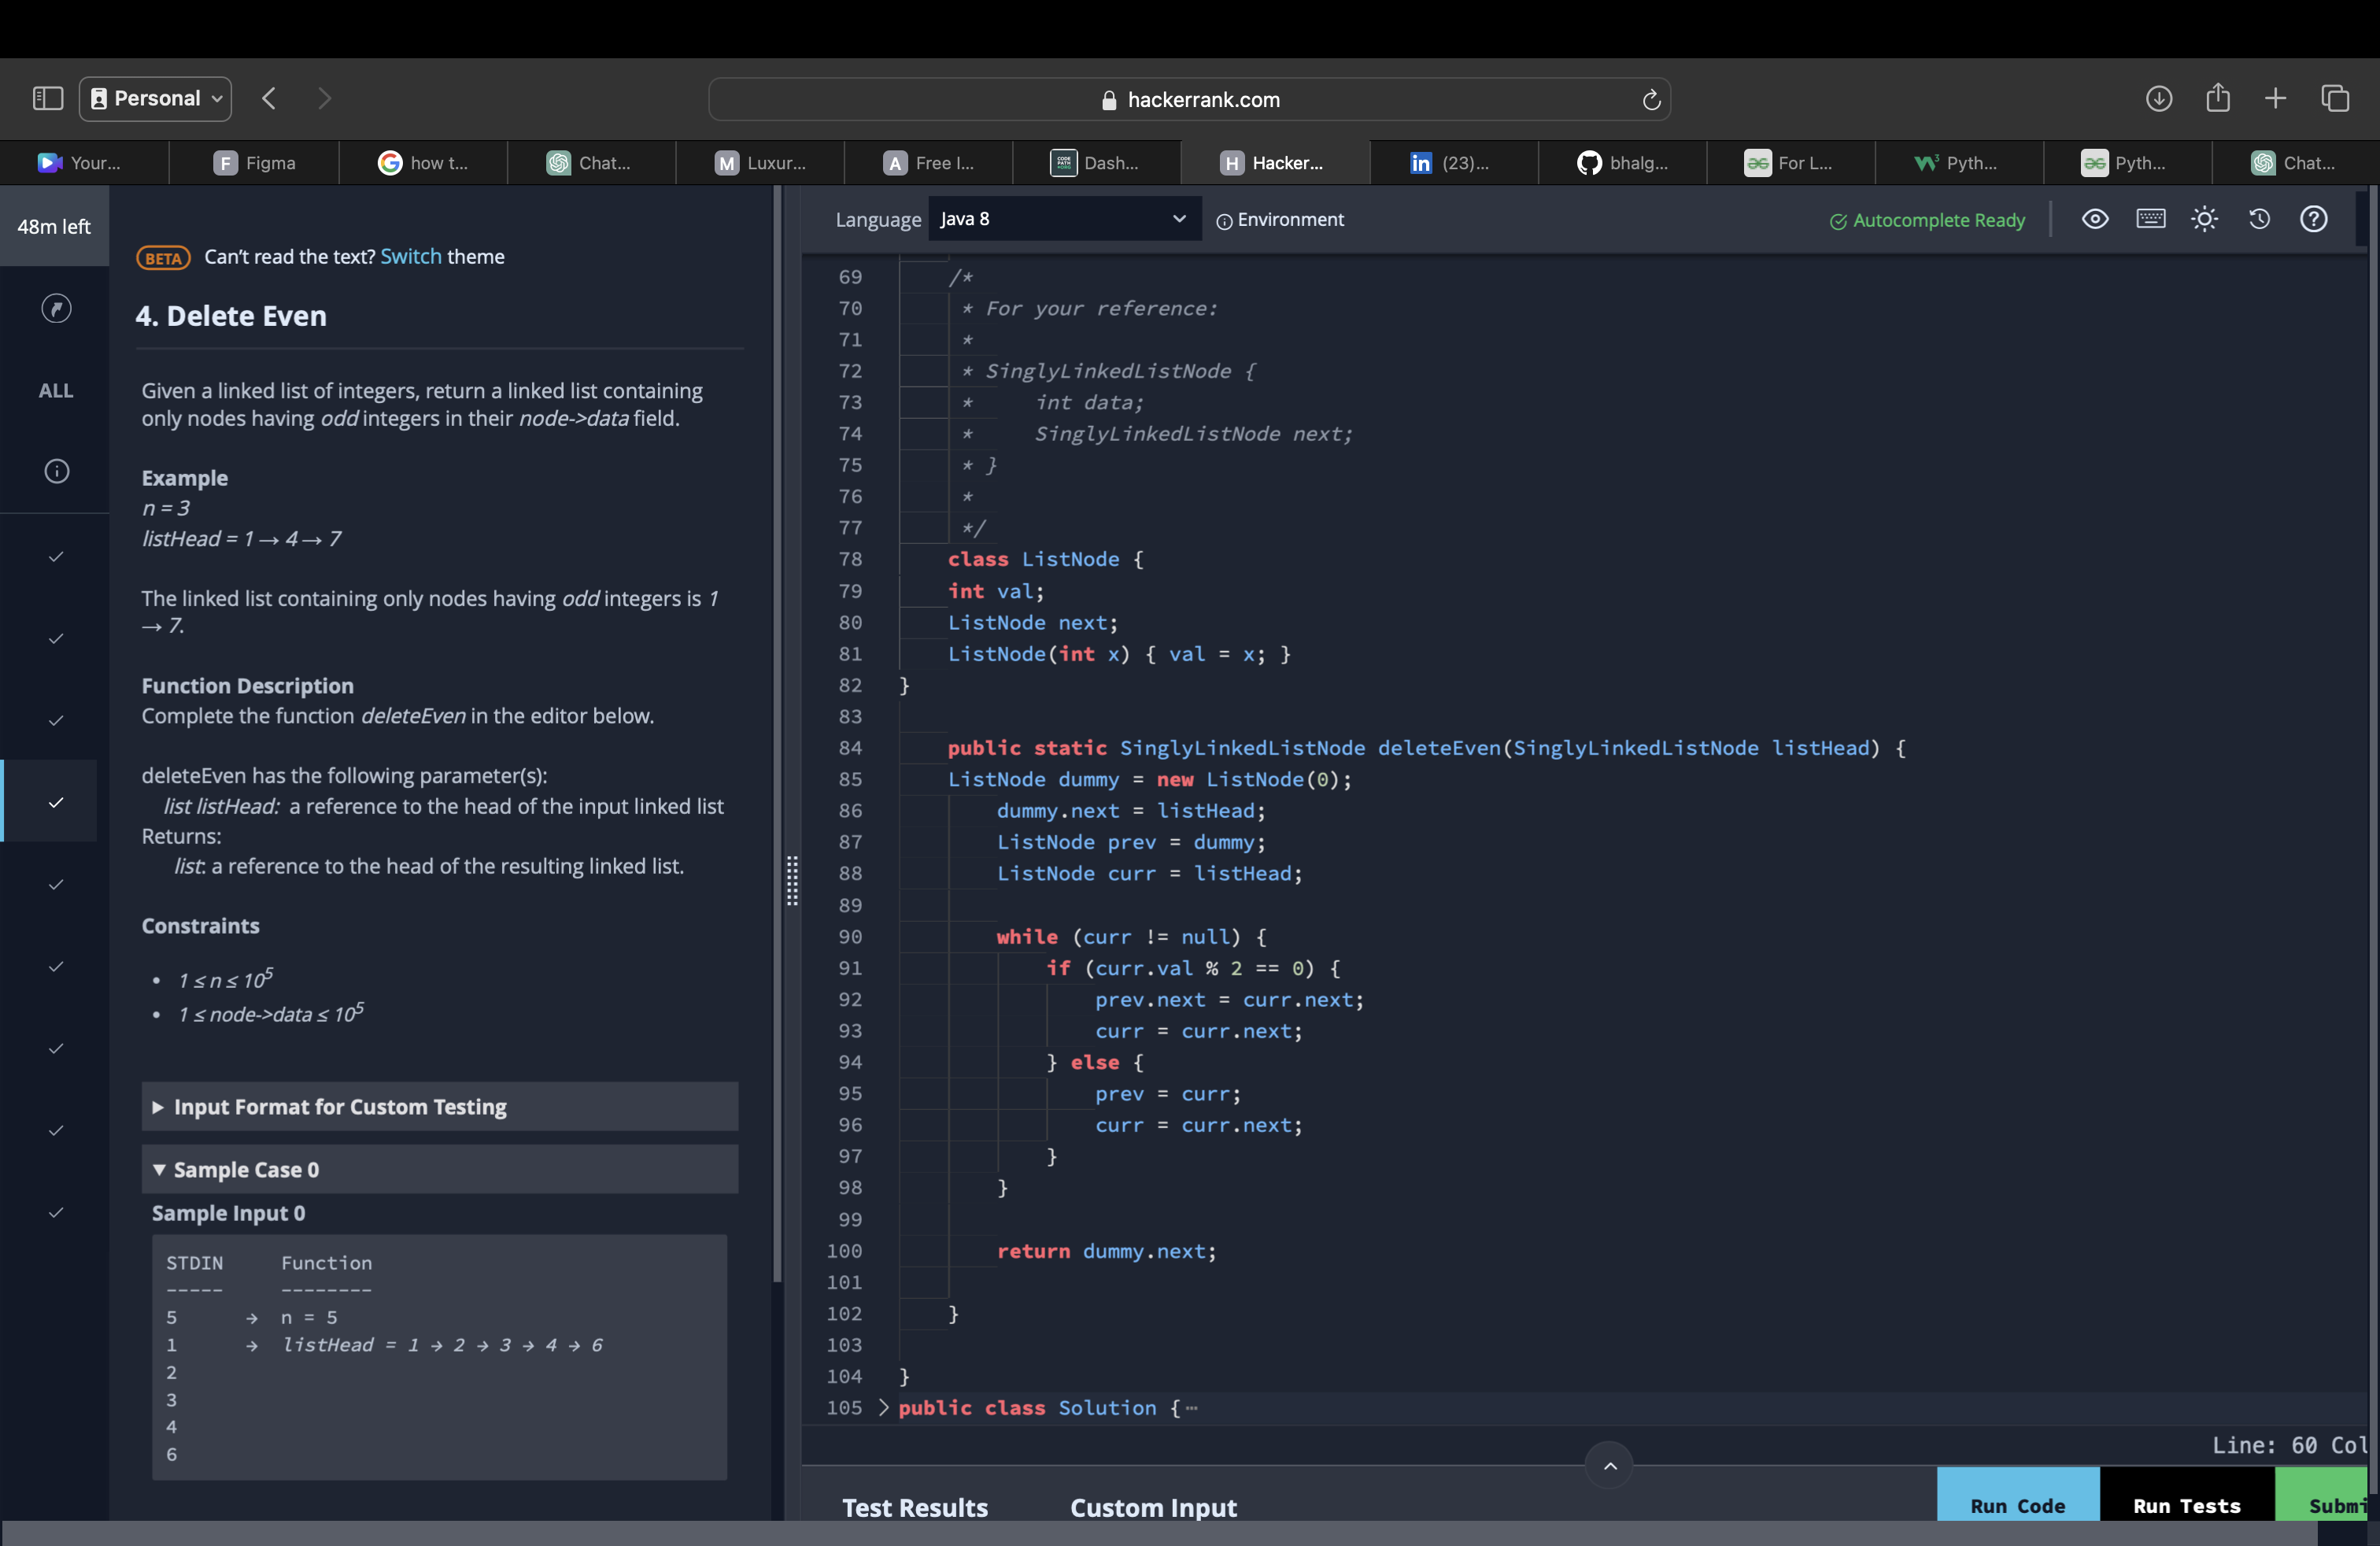 Personal
hackerrank.com
Your...
F Figma
how t...
Chat...
M Luxur...
A Free I...
CODE PATH Dash...
H Hacker...
in (23)...
bhalg...
For L...
Pyth...
Pyth...
Chat...
48m left
ALL
BETA Can't read the text? Switch theme
4. Delete Even
Given a linked list of integers, return a linked list containing
only nodes having odd integers in their node->data field.
Example
n = 3
listHead = 1 → 4 → 7
The linked list containing only nodes having odd integers is 1
→ 7.
Function Description
Complete the function deleteEven in the editor below.
deleteEven has the following parameter(s):
list listHead: a reference to the head of the input linked list
Returns:
list: a reference to the head of the resulting linked list.
Constraints
• 1 ≤ n ≤ 10^5
• 1 ≤ node->data ≤ 10^5
Input Format for Custom Testing
Sample Case 0
Sample Input 0
STDIN Function
----- --------
5 → n = 5
1 → listHead = 1 → 2 → 3 → 4 → 6
2
3
4
6
Language Java 8 Environment
Autocomplete Ready
69 /*
70 * For your reference:
71 *
72 * SinglyLinkedListNode {
73 * int data;
74 * SinglyLinkedListNode next;
75 * }
76 *
77 */
78 class ListNode {
79 int val;
80 ListNode next;
81 ListNode(int x) { val = x; }
82 }
83
84 public static SinglyLinkedListNode deleteEven(SinglyLinkedListNode listHead) {
85 ListNode dummy = new ListNode(0);
86 dummy.next = listHead;
87 ListNode prev = dummy;
88 ListNode curr = listHead;
89
90 while (curr != null) {
91 if (curr.val % 2 == 0) {
92 prev.next = curr.next;
93 curr = curr.next;
94 } else {
95 prev = curr;
96 curr = curr.next;
97 }
98 }
99
100 return dummy.next;
101
102 }
103
104 }
105 public class Solution {⋯
Line: 60 Col
Test Results
Custom Input
Run Code
Run Tests
Submi